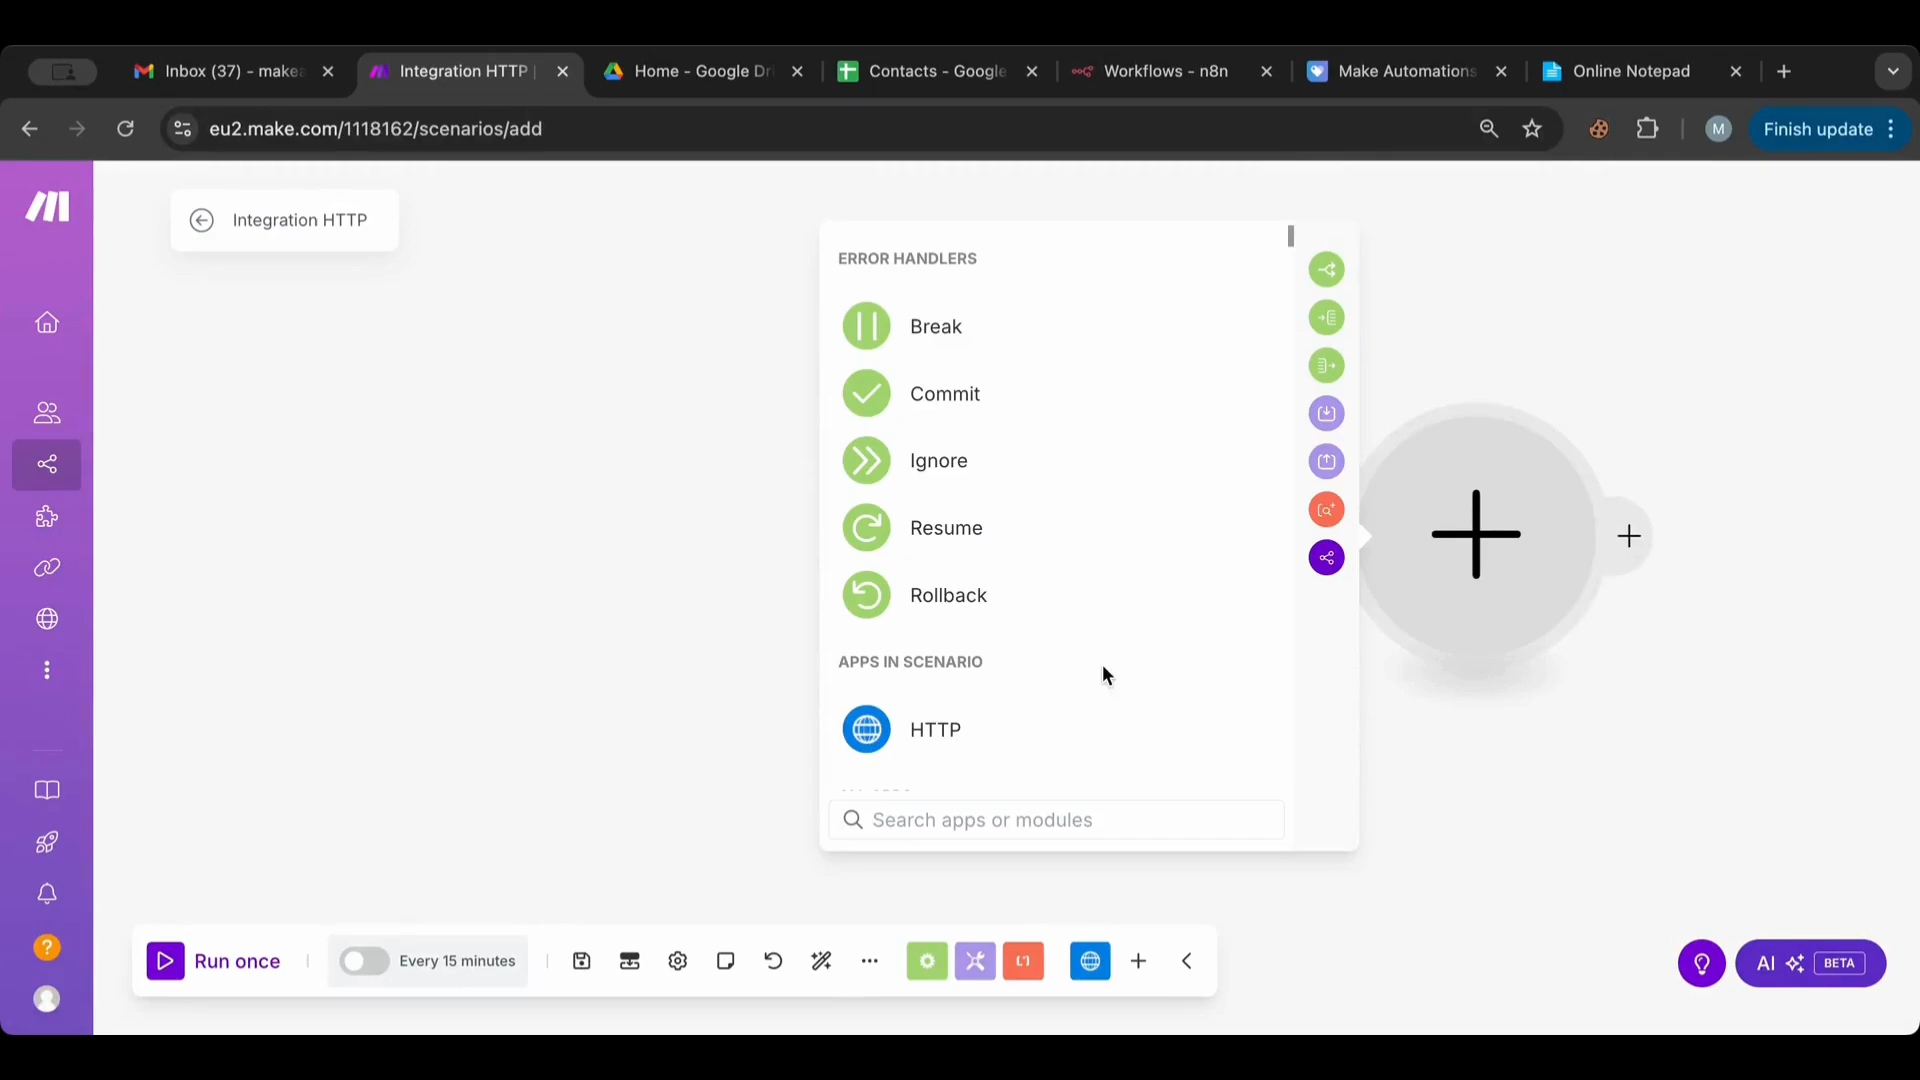 Inbox (37) - makea
Integration HTTP |
Home - Google Dri
Contacts - Google
Workflows - n8n
Make Automations
Online Notepad
eu2.make.com/1118162/scenarios/add
M
Finish update
Integration HTTP
ERROR HANDLERS
Break
Commit
Ignore
Resume
Rollback
APPS IN SCENARIO
HTTP
Search apps or modules
Run once
Every 15 minutes
AI
BETA